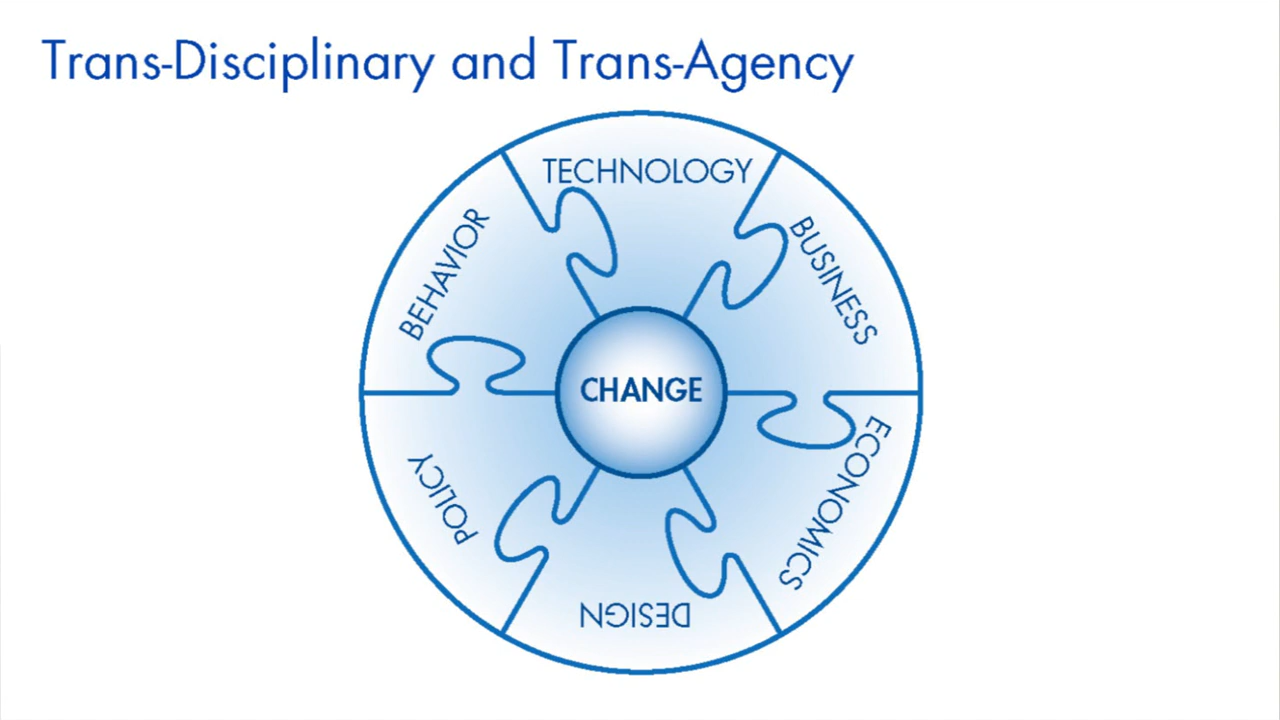 Trans-Disciplinary and Trans-Agency
TECHNOLOGY
BUSINESS
ECONOMICS
DESIGN
POLICY
BEHAVIOR
CHANGE